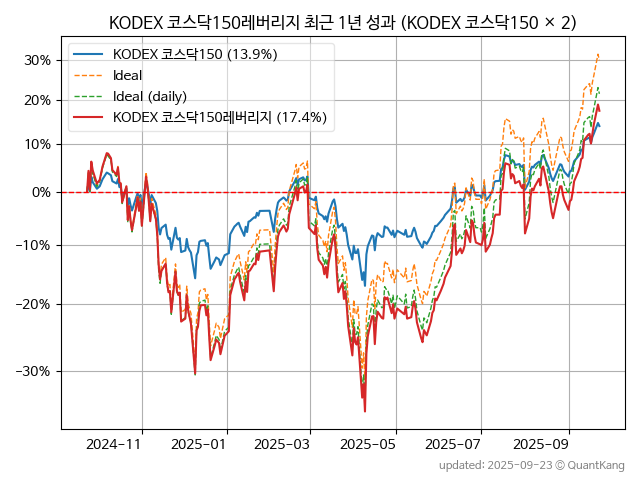 KODEX 코스닥150레버리지 최근 1년 성과 (KODEX 코스닥150 × 2)
KODEX 코스닥150 (13.9%)
Ideal
Ideal (daily)
KODEX 코스닥150레버리지 (17.4%)
30%
20%
10%
0%
−10%
−20%
−30%
2024-11
2025-01
2025-03
2025-05
2025-07
2025-09
updated: 2025-09-23 ⓒ QuantKang